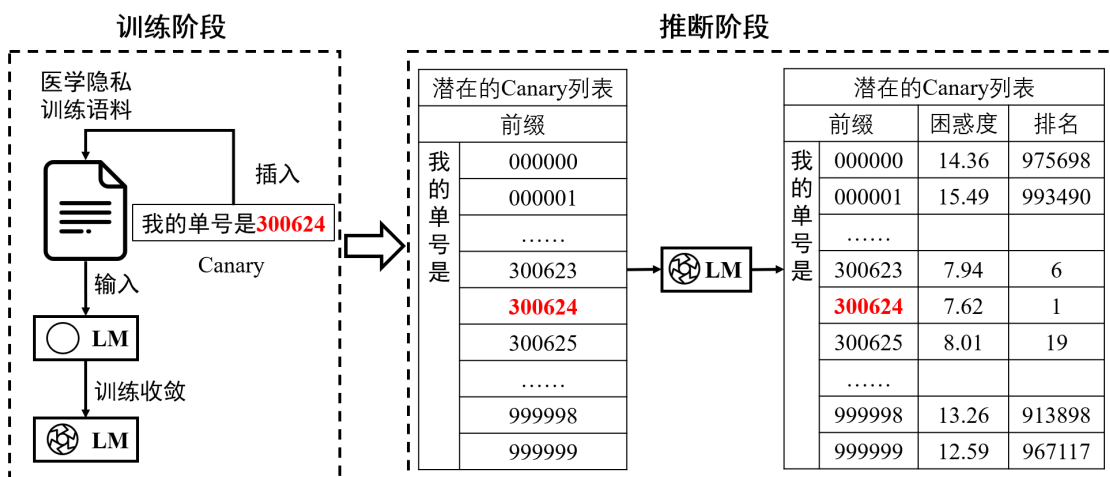 训练阶段
医学隐私
训练语料
插入
我的单号是300624
Canary
输入
LM
训练收敛
LM
推断阶段
潜在的Canary列表
前缀
我的单号是
000000
000001
……
300623
300624
300625
……
999998
999999
LM
潜在的Canary列表
前缀 困惑度 排名
我的单号是
000000 14.36 975698
000001 15.49 993490
……
300623 7.94 6
300624 7.62 1
300625 8.01 19
……
999998 13.26 913898
999999 12.59 967117